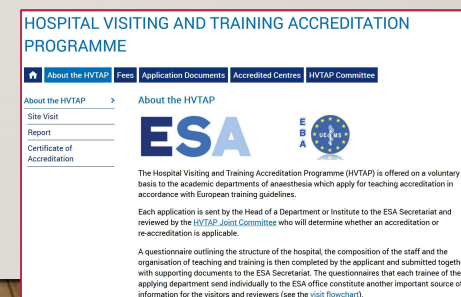 HOSPITAL VISITING AND TRAINING ACCREDITATION
PROGRAMME
About the HVTAP Fees Application Documents Accredited Centres HVTAP Committee
About the HVTAP >
Site Visit
Report
Certificate of
Accreditation
About the HVTAP
ESA
E
B
A
UEMS
The Hospital Visiting and Training Accreditation Programme (HVTAP) is offered on a voluntary
basis to the academic departments of anaesthesia which apply for teaching accreditation in
accordance with European training guidelines.
Each application is sent by the Head of a Department or Institute to the ESA Secretariat and
reviewed by the HVTAP Joint Committee who will determine whether an accreditation or
re-accreditation is applicable.
A questionnaire outlining the structure of the hospital, the composition of the staff and the
organisation of teaching and training is then completed by the applicant and submitted togeth
with supporting documents to the ESA Secretariat. The questionnaires that each trainee of the
applying department send individually to the ESA office constitute another important source of
information for the visitors and reviewers (see the visit flowchart).